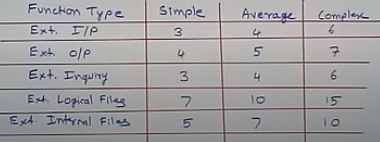 Function Type Simple Average Complex
Ext. I/P 3 4 6
Ext. O/P 4 5 7
Ext. Inquiry 3 4 6
Ext. Logical Files 7 10 15
Ext. Internal Files 5 7 10